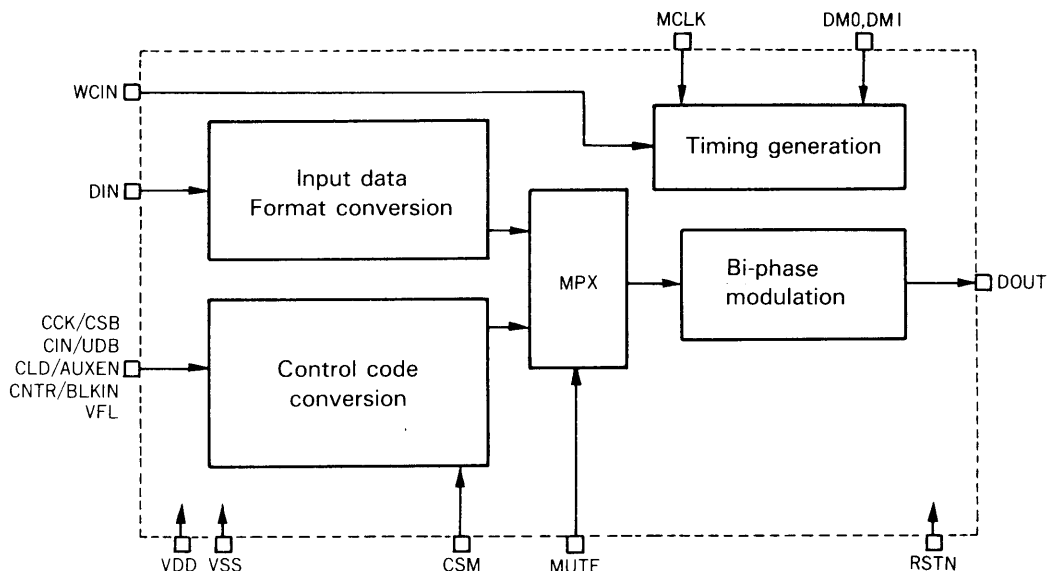 MCLK
DM0,DM1
WCIN
Timing generation
DIN
Input data
Format conversion
MPX
Bi-phase
modulation
DOUT
CCK/CSB
CIN/UDB
CLD/AUXEN
CNTR/BLKIN
VFL
Control code
conversion
VDD
VSS
CSM
MUTE
RSTN